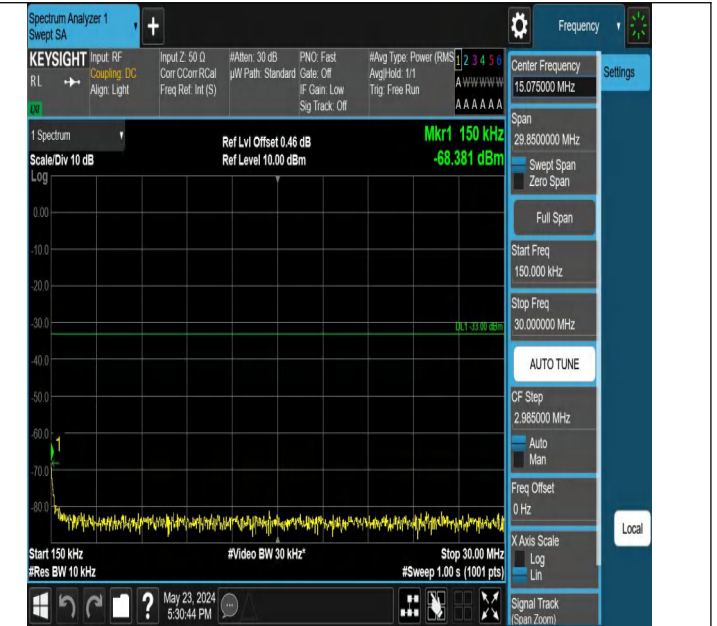 Spectrum Analyzer 1
Swept SA
+
Frequency
KEYSIGHT
RL
Input: RF
Coupling: DC
Align: Light
Input Z: 50 Ω
Corr CCorr RCal
Freq Ref: Int (S)
#Atten: 30 dB
µW Path: Standard
PNO: Fast
Gate: Off
IF Gain: Low
Sig Track: Off
#Avg Type: Power (RMS
Avg|Hold: 1/1
Trig: Free Run
1 2 3 4 5 6
A W W W W W
A A A A A A
LXI
1 Spectrum
Scale/Div 10 dB
Log
Ref Lvl Offset 0.46 dB
Ref Level 10.00 dBm
Mkr1 150 kHz
-68.381 dBm
0.00
-10.0
-20.0
-30.0
DL1 -33.00 dBm
-40.0
-50.0
-60.0
1
-70.0
-80.0
Start 150 kHz
#Res BW 10 kHz
#Video BW 30 kHz*
Stop 30.00 MHz
#Sweep 1.00 s (1001 pts)
Center Frequency
15.075000 MHz
Settings
Span
29.8500000 MHz
Swept Span
Zero Span
Full Span
Start Freq
150.000 kHz
Stop Freq
30.000000 MHz
AUTO TUNE
CF Step
2.985000 MHz
Auto
Man
Freq Offset
0 Hz
X Axis Scale
Log
Lin
Local
Signal Track
(Span Zoom)
?
May 23, 2024
5:30:44 PM